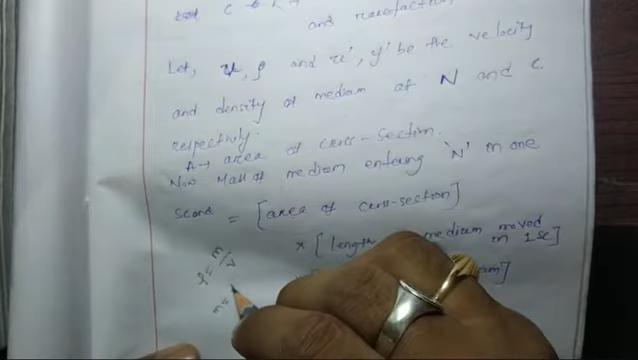 and rarefaction
Let, u, ρ and u', ρ' be the velocity
and density of medium at N and C
respectively.
A → area of cross-section.
Now Mass of medium entering 'N' in one
Second = [area of cross-section]
× [length medium moved
in 1 sec]
ρ = m/v
m =